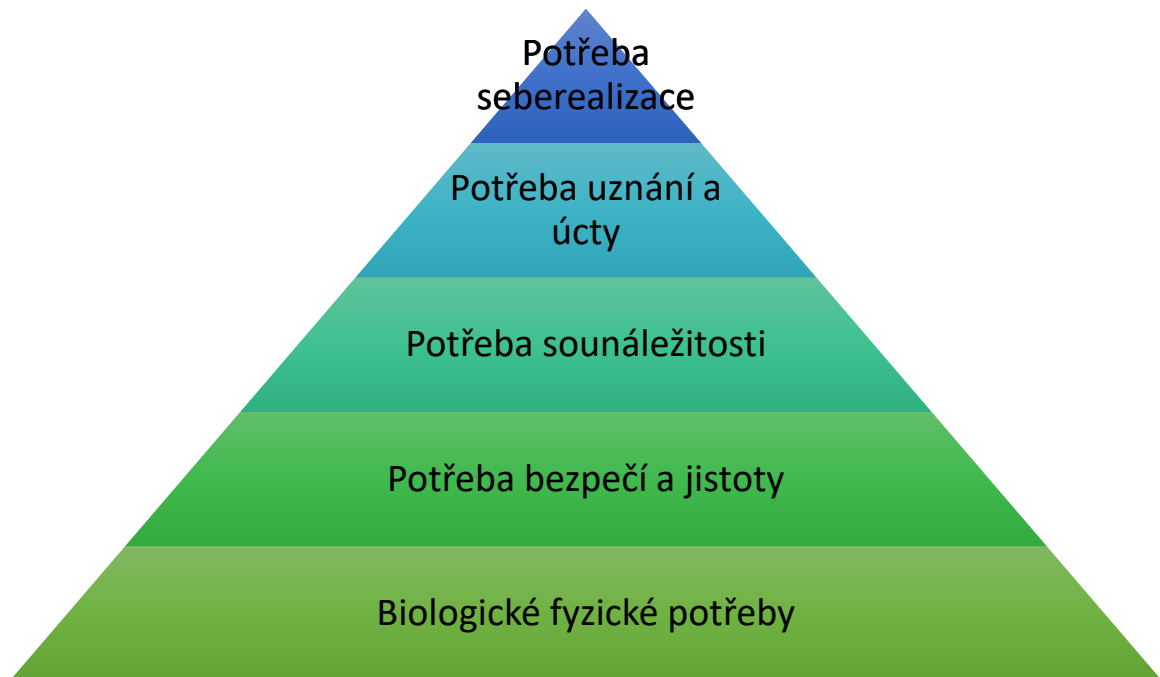 Potřeba
seberealizace
Potřeba uznání a
úcty
Potřeba sounáležitosti
Potřeba bezpečí a jistoty
Biologické fyzické potřeby